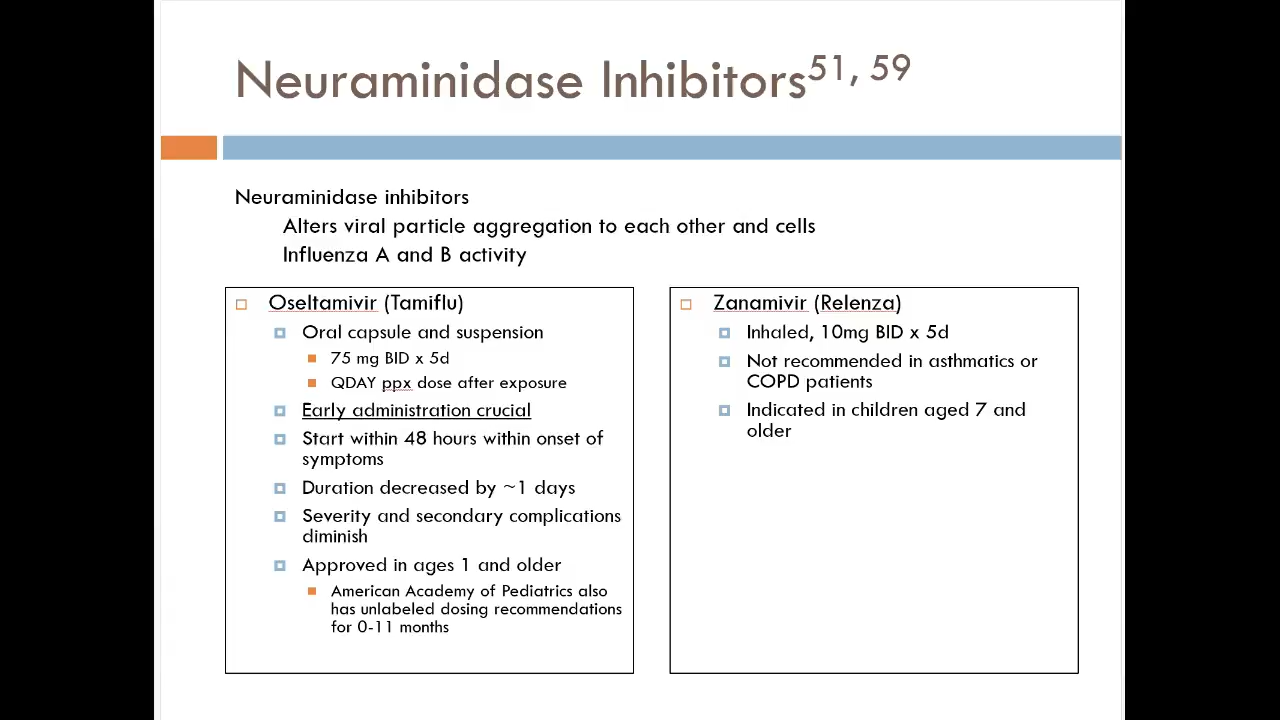 Neuraminidase Inhibitors51, 59
Neuraminidase inhibitors
Alters viral particle aggregation to each other and cells
Influenza A and B activity
Oseltamivir (Tamiflu)
Oral capsule and suspension
75 mg BID x 5d
QDAY ppx dose after exposure
Early administration crucial
Start within 48 hours within onset of
symptoms
Duration decreased by ~1 days
Severity and secondary complications
diminish
Approved in ages 1 and older
American Academy of Pediatrics also
has unlabeled dosing recommendations
for 0-11 months
Zanamivir (Relenza)
Inhaled, 10mg BID x 5d
Not recommended in asthmatics or
COPD patients
Indicated in children aged 7 and
older